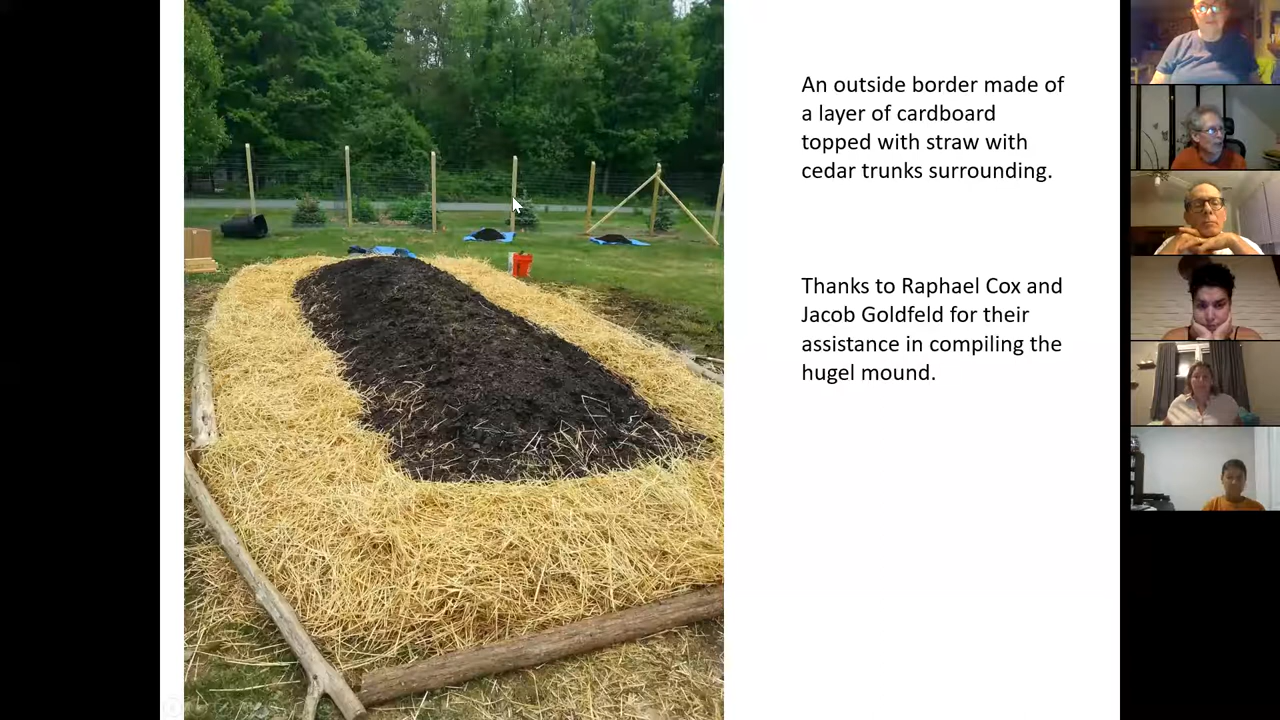 An outside border made of
a layer of cardboard
topped with straw with
cedar trunks surrounding.
Thanks to Raphael Cox and
Jacob Goldfeld for their
assistance in compiling the
hugel mound.